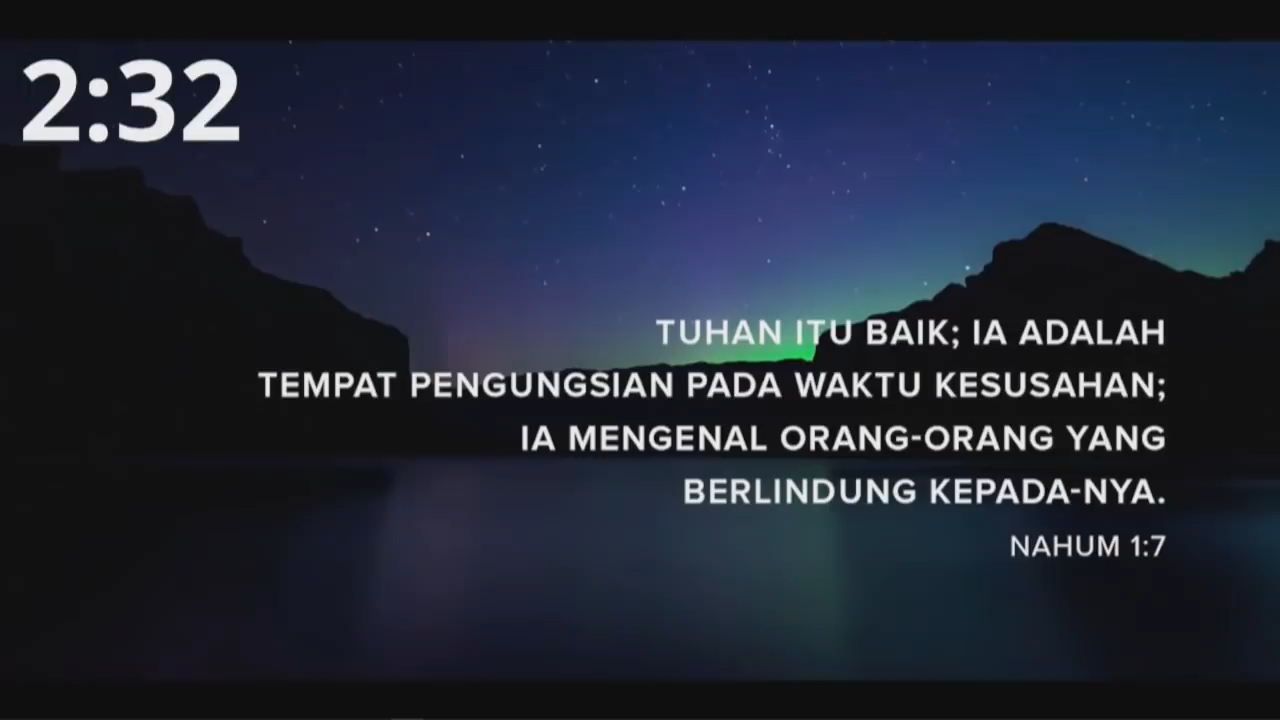 2:32
TUHAN ITU BAIK; IA ADALAH
TEMPAT PENGUNGSIAN PADA WAKTU KESUSAHAN;
IA MENGENAL ORANG-ORANG YANG
BERLINDUNG KEPADA-NYA.
NAHUM 1:7